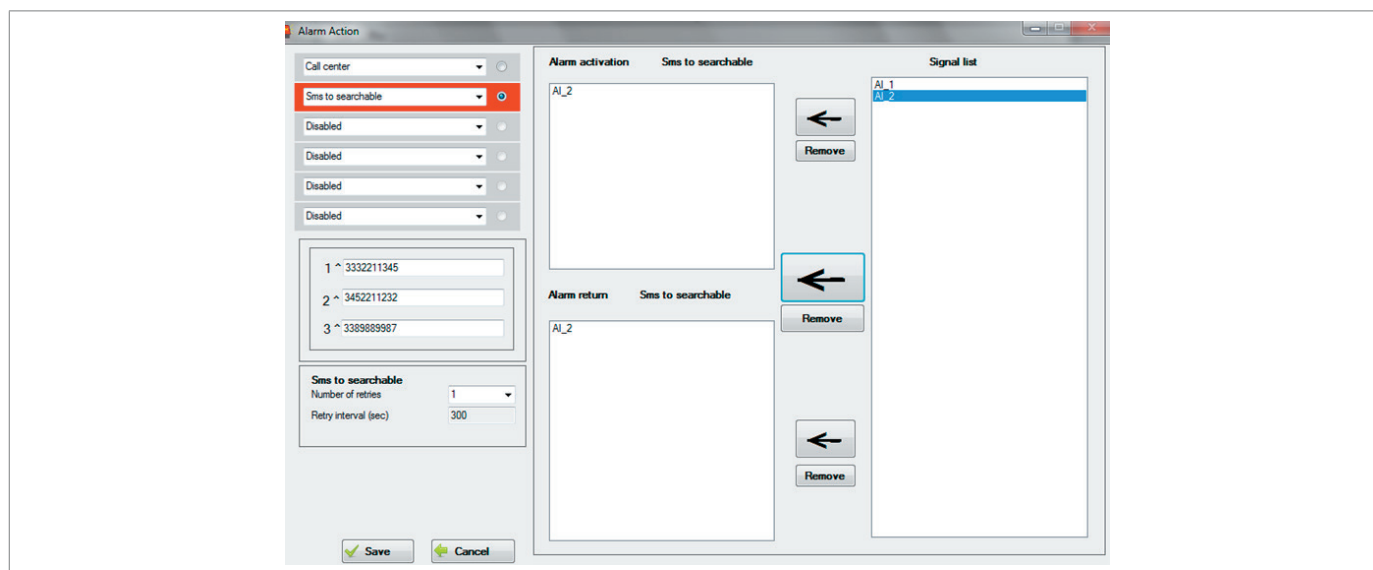 Alarm Action
Call center
Sms to searchable
Disabled
Disabled
Disabled
Disabled
1 ^ 3332211345
2 ^ 3452211232
3 ^ 3389889987
Sms to searchable
Number of retries 1
Retry interval (sec) 300
Save Cancel
Alarm activation Sms to searchable
AI_2
Remove
Remove
Alarm return Sms to searchable
AI_2
Remove
Signal list
AI_1
AI_2